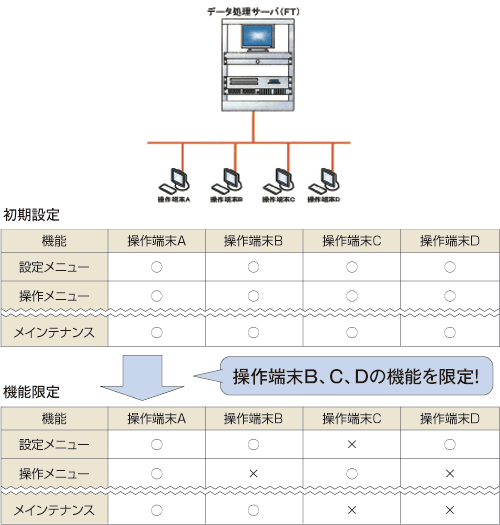 データ処理サーバ(FT)
操作端末A 操作端末B 操作端末C 操作端末D
初期設定
機能 操作端末A 操作端末B 操作端末C 操作端末D
設定メニュー ○ ○ ○ ○
操作メニュー ○ ○ ○ ○
メインテナンス ○ ○ ○ ○
操作端末B、C、Dの機能を限定!
機能限定
機能 操作端末A 操作端末B 操作端末C 操作端末D
設定メニュー ○ ○ × ○
操作メニュー ○ × ○ ×
メインテナンス ○ ○ × ×